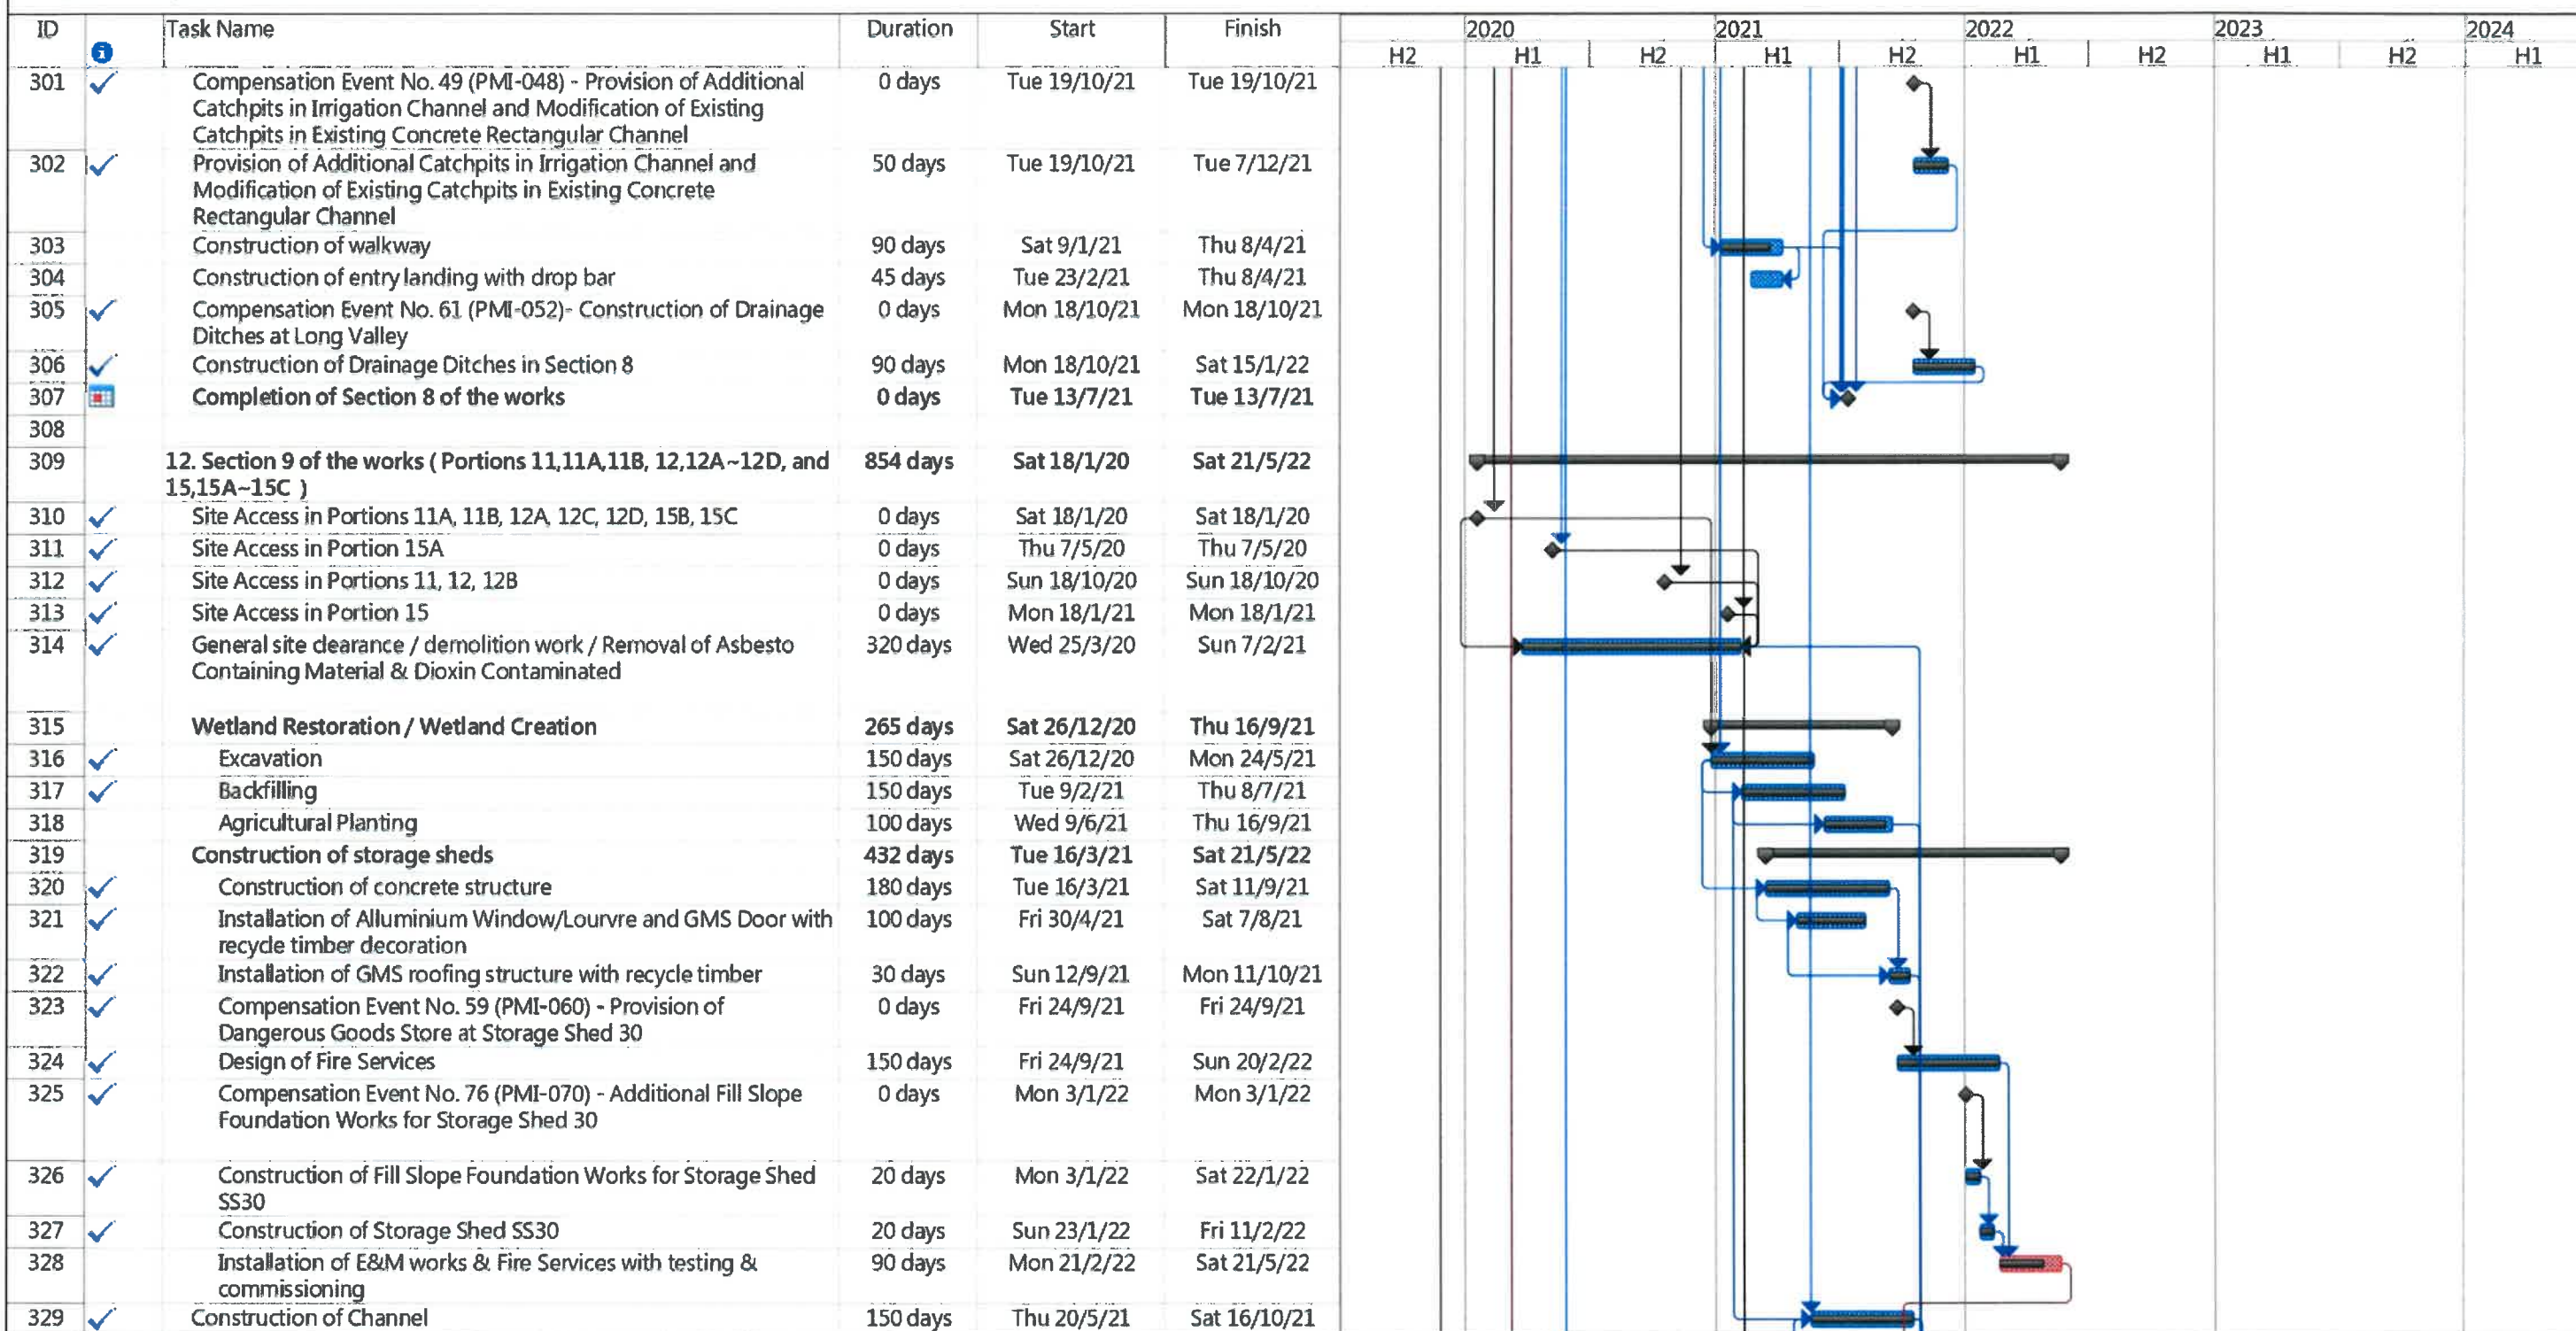 ID Task Name Duration Start Finish 2020 2021 2022 2023 2024
H2 H1 H2 H1 H2 H1 H2 H1 H2 H1
301 Compensation Event No. 49 (PMI-048) - Provision of Additional 0 days Tue 19/10/21 Tue 19/10/21
Catchpits in Irrigation Channel and Modification of Existing
Catchpits in Existing Concrete Rectangular Channel
302 Provision of Additional Catchpits in Irrigation Channel and 50 days Tue 19/10/21 Tue 7/12/21
Modification of Existing Catchpits in Existing Concrete
Rectangular Channel
303 Construction of walkway 90 days Sat 9/1/21 Thu 8/4/21
304 Construction of entry landing with drop bar 45 days Tue 23/2/21 Thu 8/4/21
305 Compensation Event No. 61 (PMI-052)- Construction of Drainage 0 days Mon 18/10/21 Mon 18/10/21
Ditches at Long Valley
306 Construction of Drainage Ditches in Section 8 90 days Mon 18/10/21 Sat 15/1/22
307 Completion of Section 8 of the works 0 days Tue 13/7/21 Tue 13/7/21
308
309 12. Section 9 of the works ( Portions 11,11A,11B, 12,12A~12D, and 854 days Sat 18/1/20 Sat 21/5/22
15,15A~15C )
310 Site Access in Portions 11A, 11B, 12A, 12C, 12D, 15B, 15C 0 days Sat 18/1/20 Sat 18/1/20
311 Site Access in Portion 15A 0 days Thu 7/5/20 Thu 7/5/20
312 Site Access in Portions 11, 12, 12B 0 days Sun 18/10/20 Sun 18/10/20
313 Site Access in Portion 15 0 days Mon 18/1/21 Mon 18/1/21
314 General site clearance / demolition work / Removal of Asbesto 320 days Wed 25/3/20 Sun 7/2/21
Containing Material & Dioxin Contaminated
315 Wetland Restoration / Wetland Creation 265 days Sat 26/12/20 Thu 16/9/21
316 Excavation 150 days Sat 26/12/20 Mon 24/5/21
317 Backfilling 150 days Tue 9/2/21 Thu 8/7/21
318 Agricultural Planting 100 days Wed 9/6/21 Thu 16/9/21
319 Construction of storage sheds 432 days Tue 16/3/21 Sat 21/5/22
320 Construction of concrete structure 180 days Tue 16/3/21 Sat 11/9/21
321 Installation of Alluminium Window/Lourvre and GMS Door with 100 days Fri 30/4/21 Sat 7/8/21
recycle timber decoration
322 Installation of GMS roofing structure with recycle timber 30 days Sun 12/9/21 Mon 11/10/21
323 Compensation Event No. 59 (PMI-060) - Provision of 0 days Fri 24/9/21 Fri 24/9/21
Dangerous Goods Store at Storage Shed 30
324 Design of Fire Services 150 days Fri 24/9/21 Sun 20/2/22
325 Compensation Event No. 76 (PMI-070) - Additional Fill Slope 0 days Mon 3/1/22 Mon 3/1/22
Foundation Works for Storage Shed 30
326 Construction of Fill Slope Foundation Works for Storage Shed 20 days Mon 3/1/22 Sat 22/1/22
SS30
327 Construction of Storage Shed SS30 20 days Sun 23/1/22 Fri 11/2/22
328 Installation of E&M works & Fire Services with testing & 90 days Mon 21/2/22 Sat 21/5/22
commissioning
329 Construction of Channel 150 days Thu 20/5/21 Sat 16/10/21